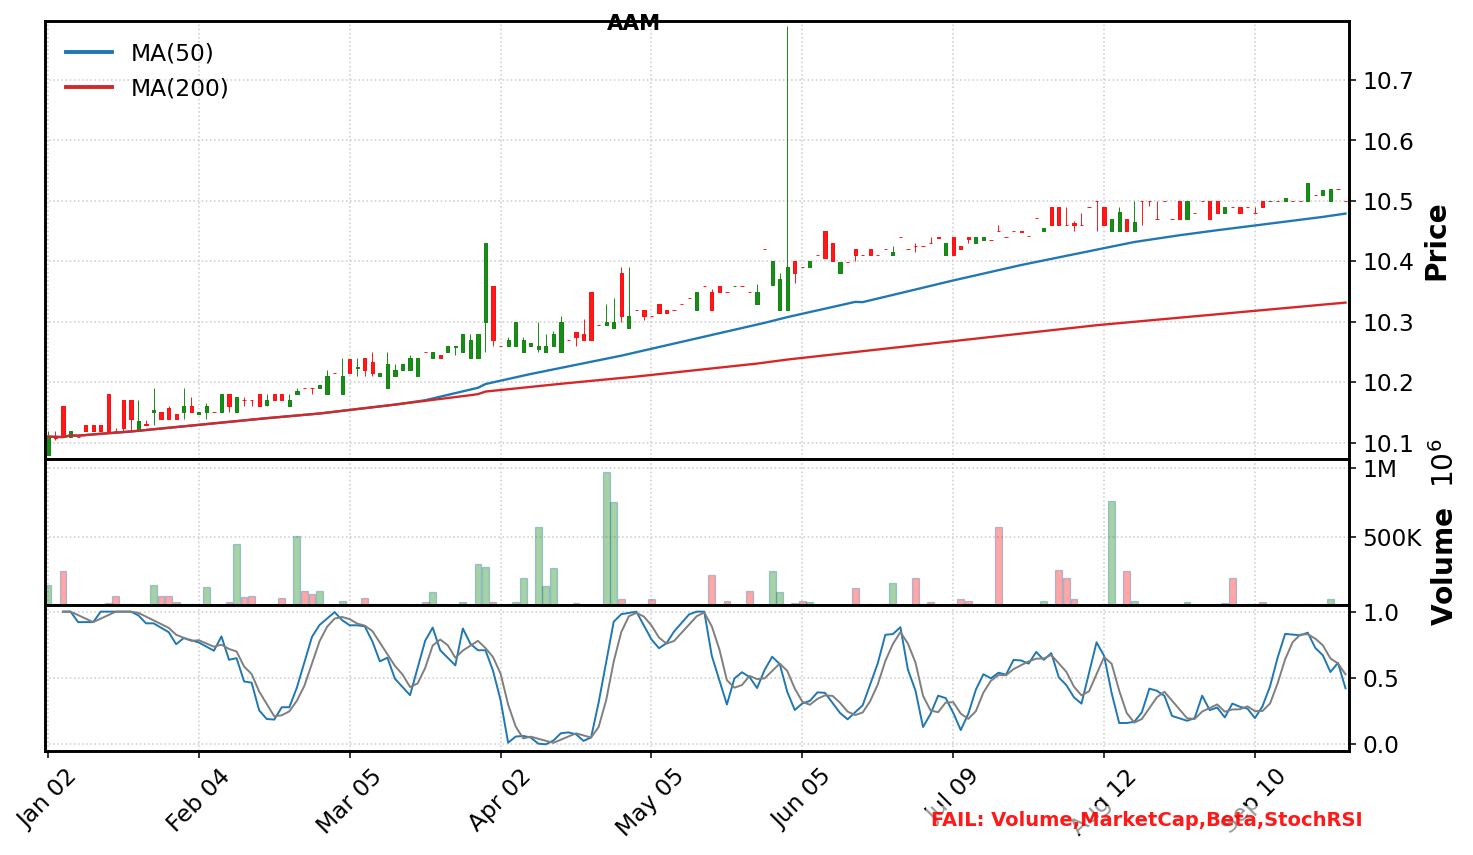 AAM
MA(50)
MA(200)
10.7
10.6
10.5
10.4
10.3
10.2
10.1
Price
1M
500K
Volume 10^6
1.0
0.5
0.0
Jan 02
Feb 04
Mar 05
Apr 02
May 05
Jun 05
Jul 09
Aug 12
Sep 10
FAIL: Volume,MarketCap,Beta,StochRSI